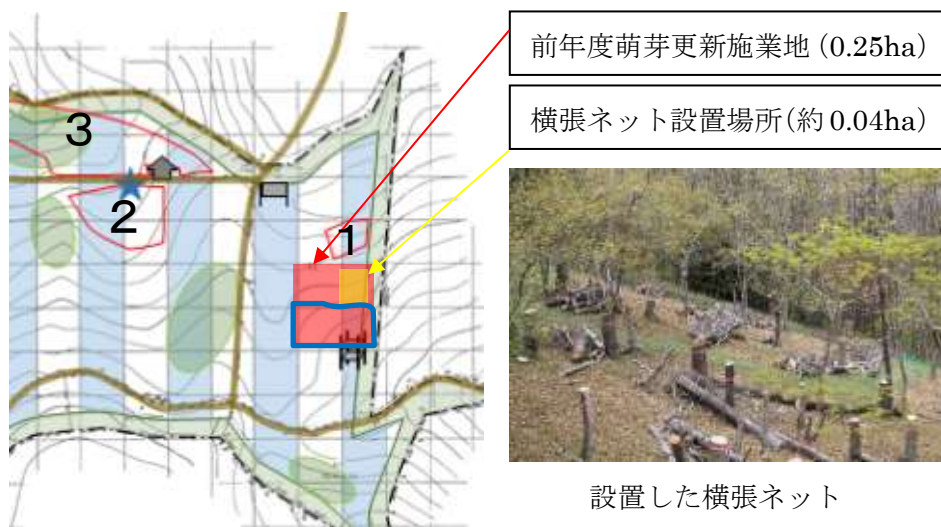 前年度萌芽更新施業地 (0.25ha)
横張ネット設置場所(約 0.04ha)
3
2
1
設置した横張ネット